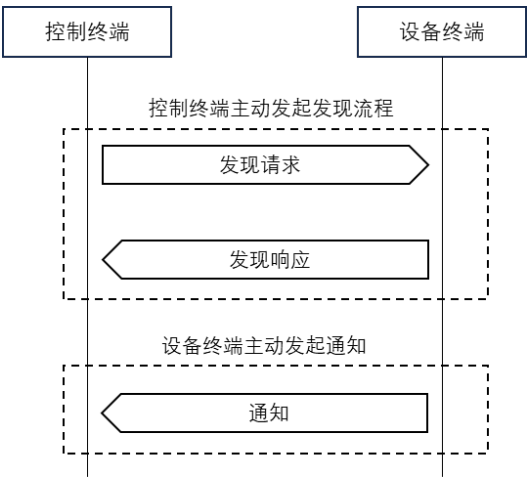 控制终端
设备终端
控制终端主动发起发现流程
发现请求
发现响应
设备终端主动发起通知
通知